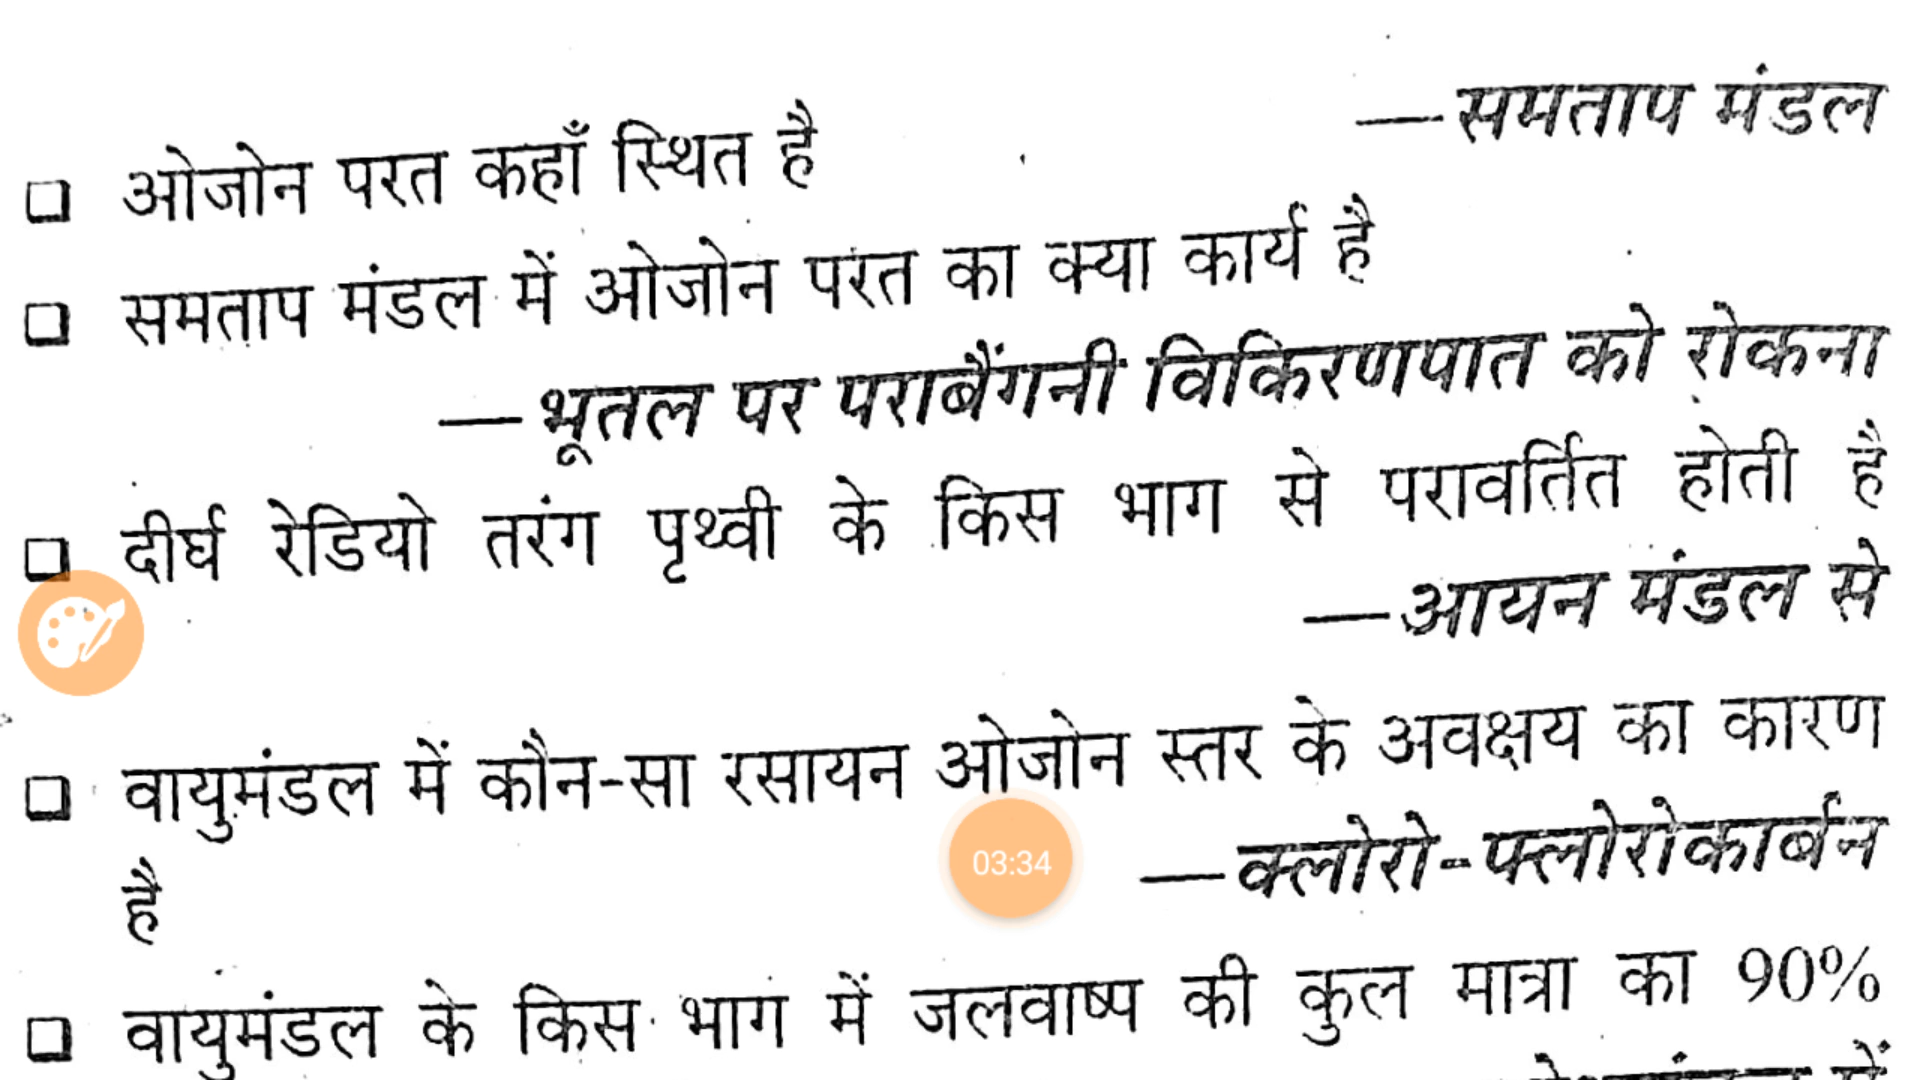 ओजोन परत कहाँ स्थित है —समताप मंडल
समताप मंडल में ओजोन परत का क्या कार्य है
—भूतल पर पराबैंगनी विकिरणपात को रोकना
दीर्घ रेडियो तरंग पृथ्वी के किस भाग से परावर्तित होती है
—आयन मंडल से
वायुमंडल में कौन-सा रसायन ओजोन स्तर के अवक्षय का कारण
है —क्लोरो-फ्लोरोकार्बन
03:34
वायुमंडल के किस भाग में जलवाष्प की कुल मात्रा का 90%